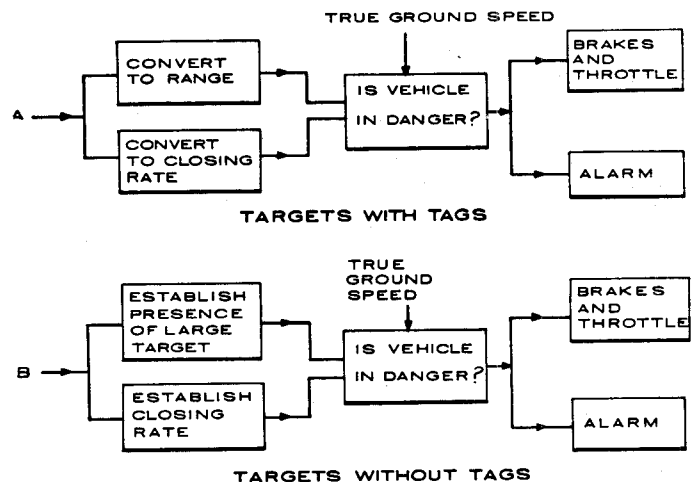 TRUE GROUND SPEED
A
CONVERT
TO RANGE
CONVERT
TO CLOSING
RATE
IS VEHICLE
IN DANGER?
BRAKES
AND
THROTTLE
ALARM
TARGETS WITH TAGS
TRUE
GROUND
SPEED
B
ESTABLISH
PRESENCE
OF LARGE
TARGET
ESTABLISH
CLOSING
RATE
IS VEHICLE
IN DANGER?
BRAKES
AND
THROTTLE
ALARM
TARGETS WITHOUT TAGS